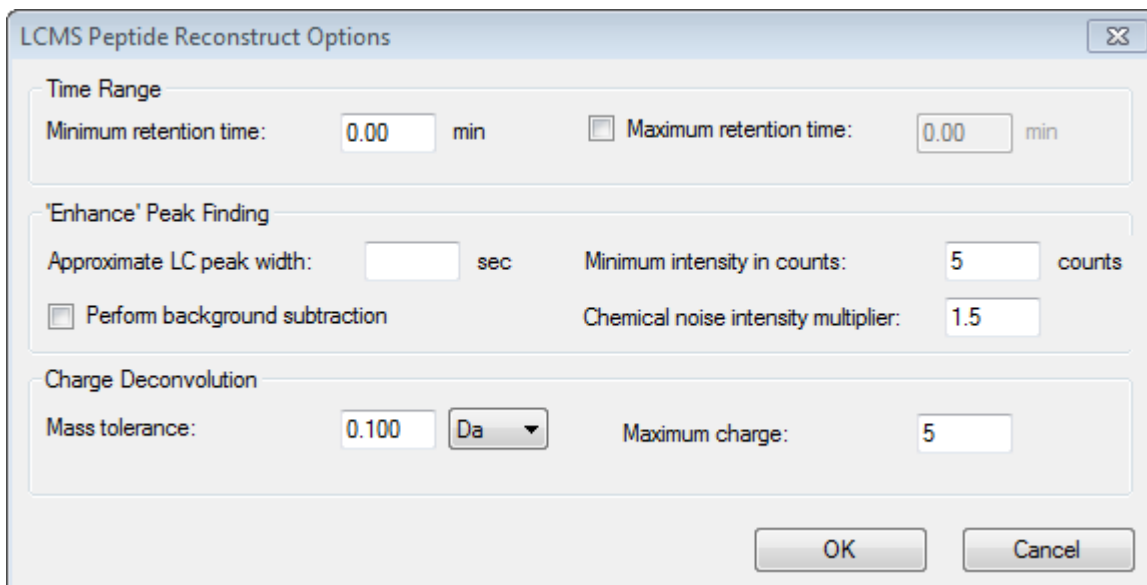 LCMS Peptide Reconstruct Options
Time Range
Minimum retention time: 0.00 min Maximum retention time: 0.00 min
'Enhance' Peak Finding
Approximate LC peak width: sec Minimum intensity in counts: 5 counts
Perform background subtraction Chemical noise intensity multiplier: 1.5
Charge Deconvolution
Mass tolerance: 0.100 Da Maximum charge: 5
OK Cancel